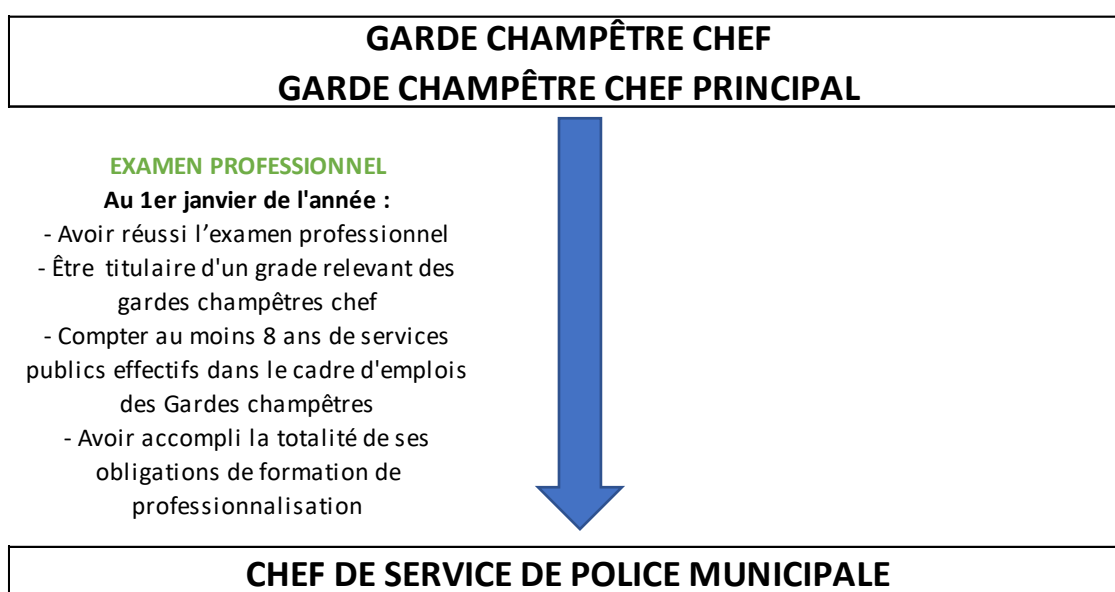 GARDE CHAMPÊTRE CHEF
GARDE CHAMPÊTRE CHEF PRINCIPAL
EXAMEN PROFESSIONNEL
Au 1er janvier de l'année :
- Avoir réussi l’examen professionnel
- Être titulaire d'un grade relevant des
gardes champêtres chef
- Compter au moins 8 ans de services
publics effectifs dans le cadre d'emplois
des Gardes champêtres
- Avoir accompli la totalité de ses
obligations de formation de
professionnalisation
CHEF DE SERVICE DE POLICE MUNICIPALE